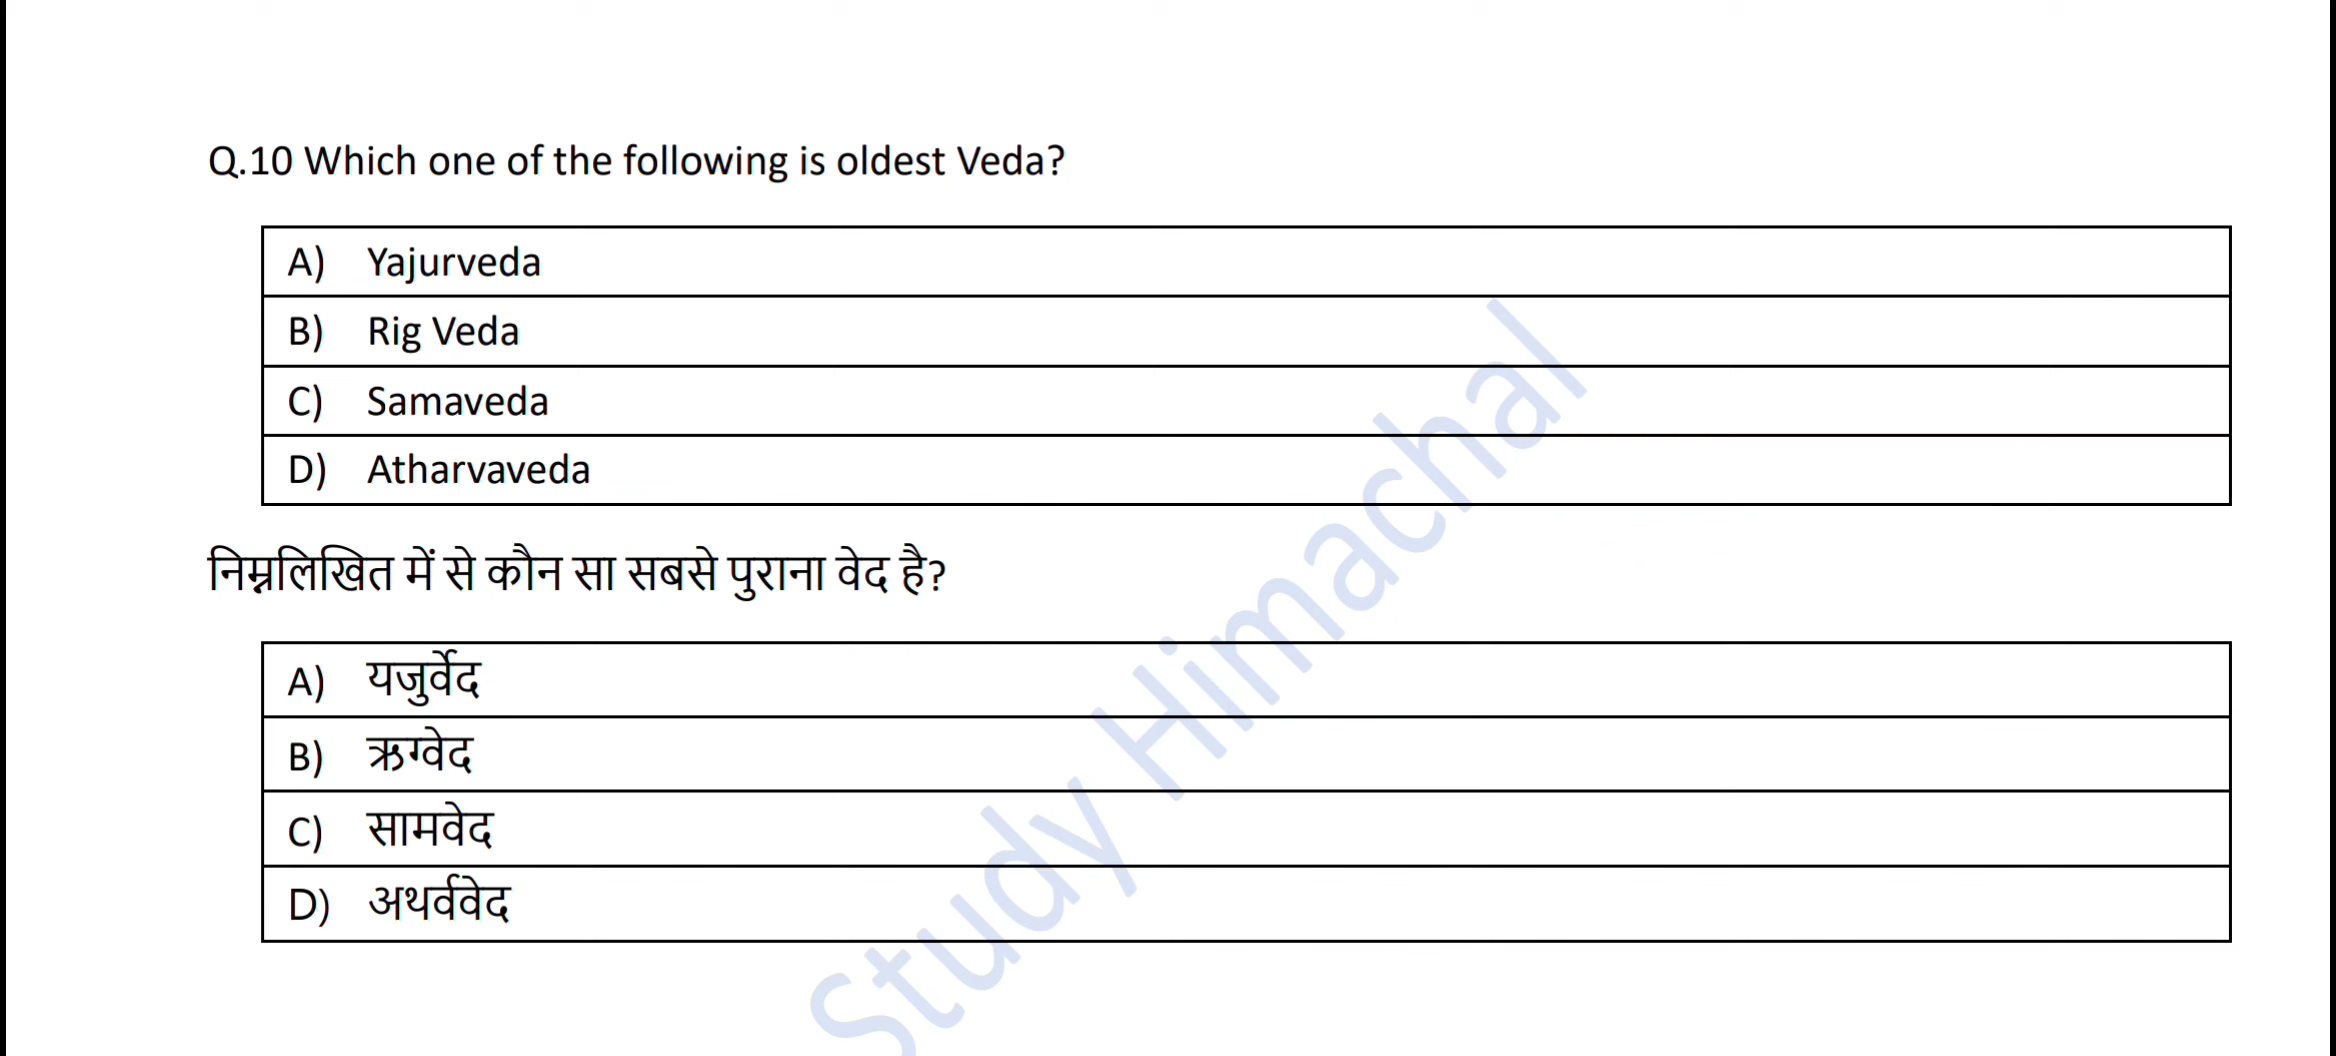 Q.10 Which one of the following is oldest Veda?
A) Yajurveda
B) Rig Veda
C) Samaveda
D) Atharvaveda
निम्नलिखित में से कौन सा सबसे पुराना वेद है?
A) यजुर्वेद
B) ऋग्वेद
C) सामवेद
D) अथर्ववेद
Study Himachal